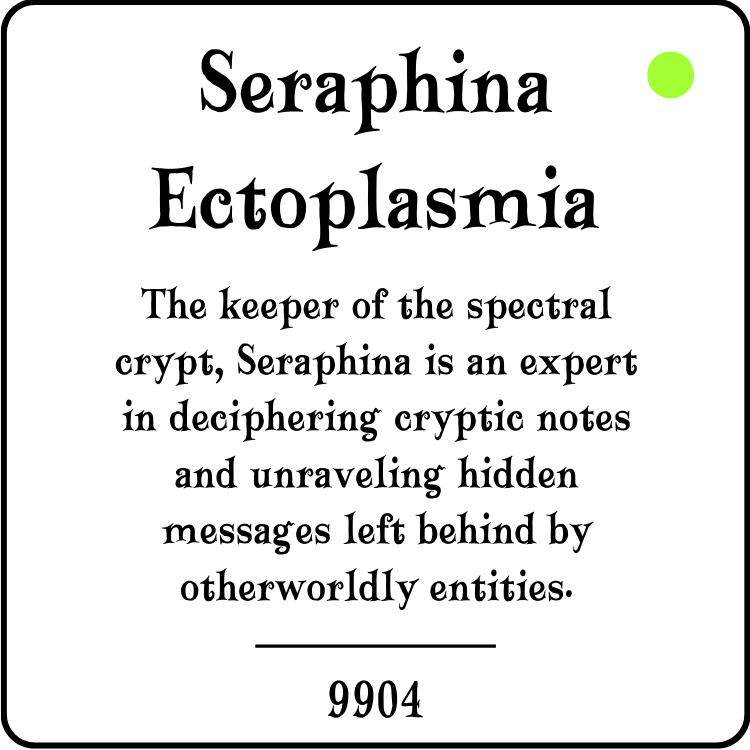 Seraphina
Ectoplasmia
The keeper of the spectral
crypt, Seraphina is an expert
in deciphering cryptic notes
and unraveling hidden
messages left behind by
otherworldly entities.
9904